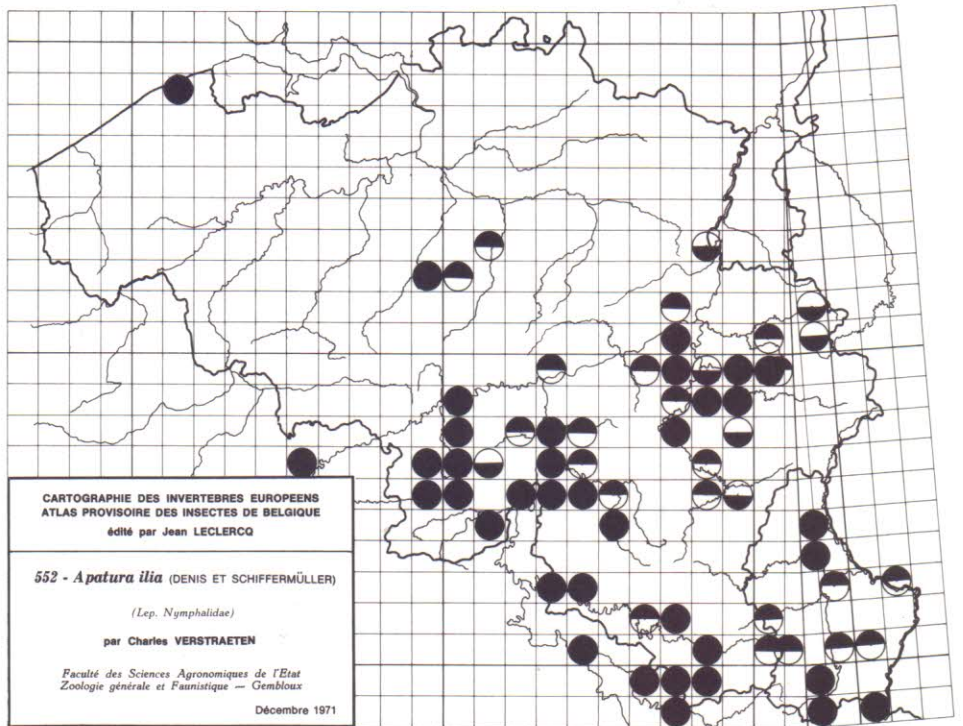 CARTOGRAPHIE DES INVERTEBRES EUROPEENS
ATLAS PROVISOIRE DES INSECTES DE BELGIQUE
édité par Jean LECLERCQ
552 - Apatura ilia (DENIS ET SCHIFFERMÜLLER)
(Lep. Nymphalidae)
par Charles VERSTRAETEN
Faculté des Sciences Agronomiques de l'Etat
Zoologie générale et Faunistique — Gembloux
Décembre 1971